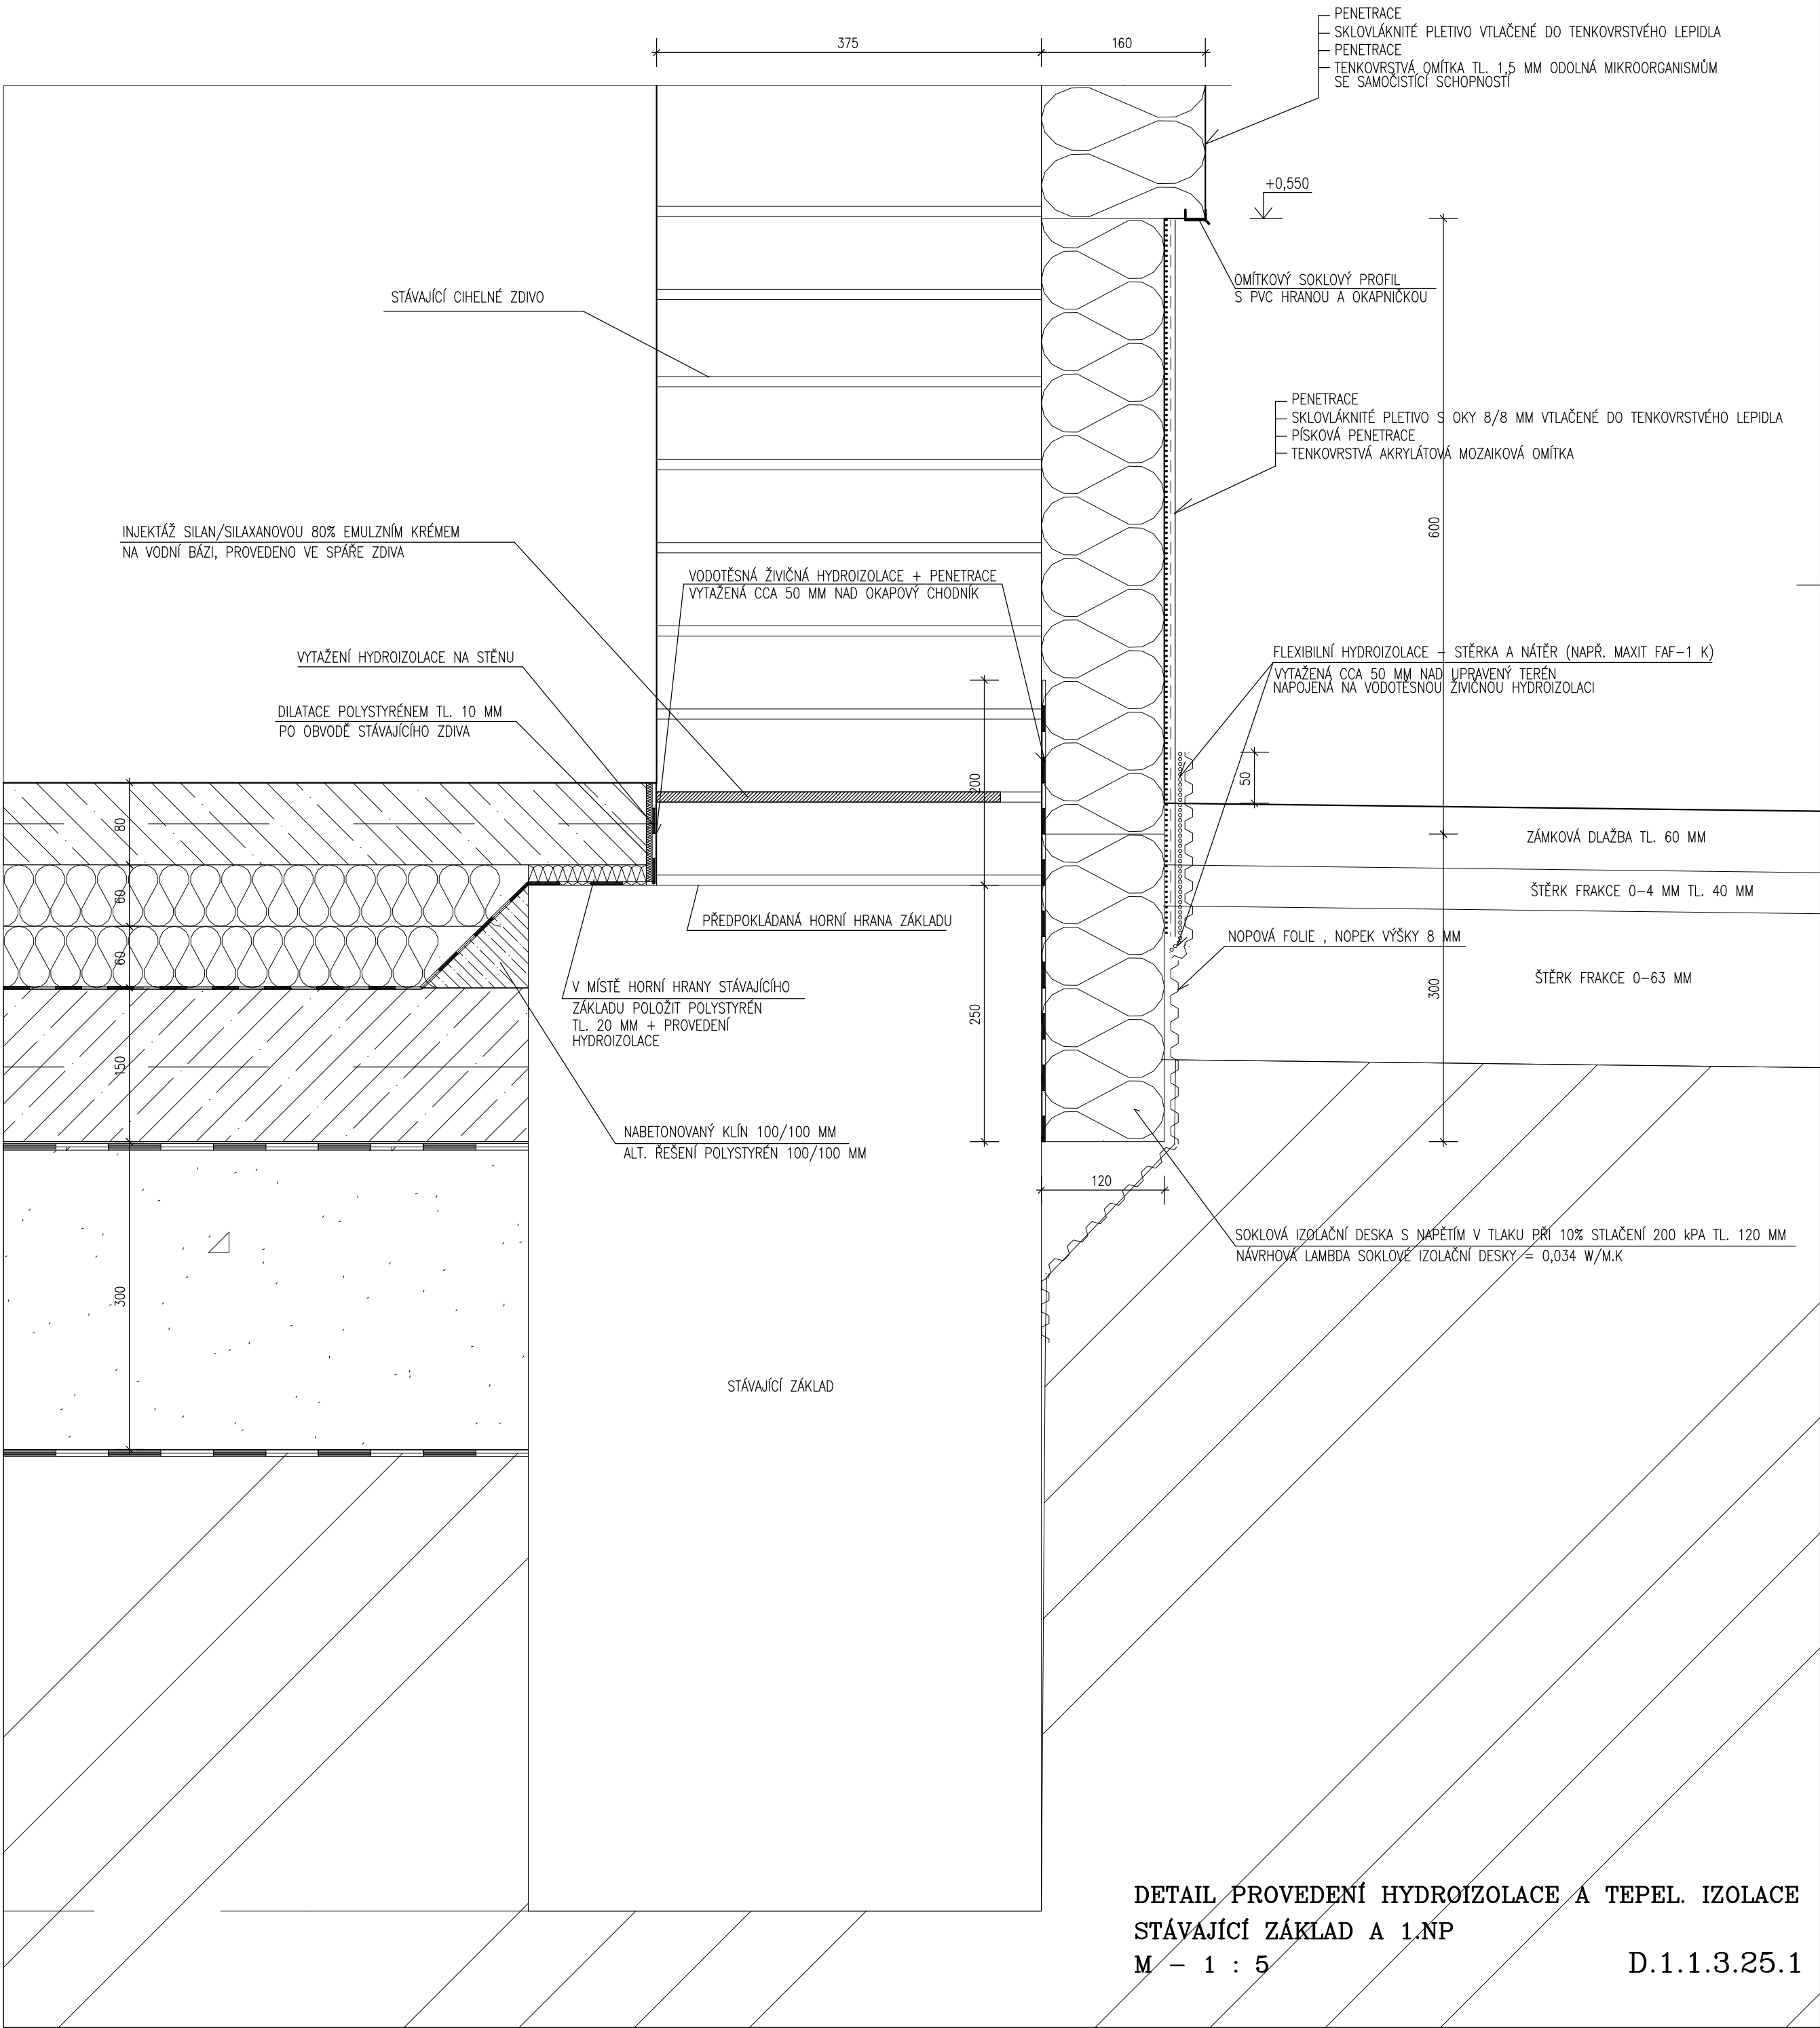 375
160
PENETRACE
SKLOVLÁKNITÉ PLETIVO VTLAČENÉ DO TENKOVRSTVÉHO LEPIDLA
PENETRACE
TENKOVRSTVÁ OMÍTKA TL. 1,5 MM ODOLNÁ MIKROORGANISMŮM
SE SAMOČISTÍCÍ SCHOPNOSTÍ
+0,550
OMÍTKOVÝ SOKLOVÝ PROFIL
S PVC HRANOU A OKAPNIČKOU
STÁVAJÍCÍ CIHELNÉ ZDIVO
PENETRACE
SKLOVLÁKNITÉ PLETIVO S OKY 8/8 MM VTLAČENÉ DO TENKOVRSTVÉHO LEPIDLA
PÍSKOVÁ PENETRACE
TENKOVRSTVÁ AKRYLÁTOVÁ MOZAIKOVÁ OMÍTKA
600
INJEKTÁŽ SILAN/SILAXANOVOU 80% EMULZNÍM KRÉMEM
NA VODNÍ BÁZI, PROVEDENO VE SPÁŘE ZDIVA
VODOTĚSNÁ ŽIVIČNÁ HYDROIZOLACE + PENETRACE
VYTAŽENÁ CCA 50 MM NAD OKAPOVÝ CHODNÍK
VYTAŽENÍ HYDROIZOLACE NA STĚNU
FLEXIBILNÍ HYDROIZOLACE - STĚRKA A NÁTĚR (NAPŘ. MAXIT FAF-1 K)
VYTAŽENÁ CCA 50 MM NAD UPRAVENÝ TERÉN
NAPOJENÁ NA VODOTĚSNOU ŽIVIČNOU HYDROIZOLACI
DILATACE POLYSTYRÉNEM TL. 10 MM
PO OBVODĚ STÁVAJÍCÍHO ZDIVA
200
50
80
ZÁMKOVÁ DLAŽBA TL. 60 MM
60
ŠTĚRK FRAKCE 0-4 MM TL. 40 MM
PŘEDPOKLÁDANÁ HORNÍ HRANA ZÁKLADU
NOPOVÁ FOLIE , NOPEK VÝŠKY 8 MM
60
ŠTĚRK FRAKCE 0-63 MM
300
V MÍSTĚ HORNÍ HRANY STÁVAJÍCÍHO
ZÁKLADU POLOŽIT POLYSTYRÉN
TL. 20 MM + PROVEDENÍ
HYDROIZOLACE
250
150
NABETONOVANÝ KLÍN 100/100 MM
ALT. ŘEŠENÍ POLYSTYRÉN 100/100 MM
120
SOKLOVÁ IZOLAČNÍ DESKA S NAPĚTÍM V TLAKU PŘI 10% STLAČENÍ 200 kPA TL. 120 MM
NÁVRHOVÁ LAMBDA SOKLOVÉ IZOLAČNÍ DESKY = 0,034 W/M.K
300
STÁVAJÍCÍ ZÁKLAD
DETAIL PROVEDENÍ HYDROIZOLACE A TEPEL. IZOLACE
STÁVAJÍCÍ ZÁKLAD A 1.NP
M - 1 : 5
D.1.1.3.25.1